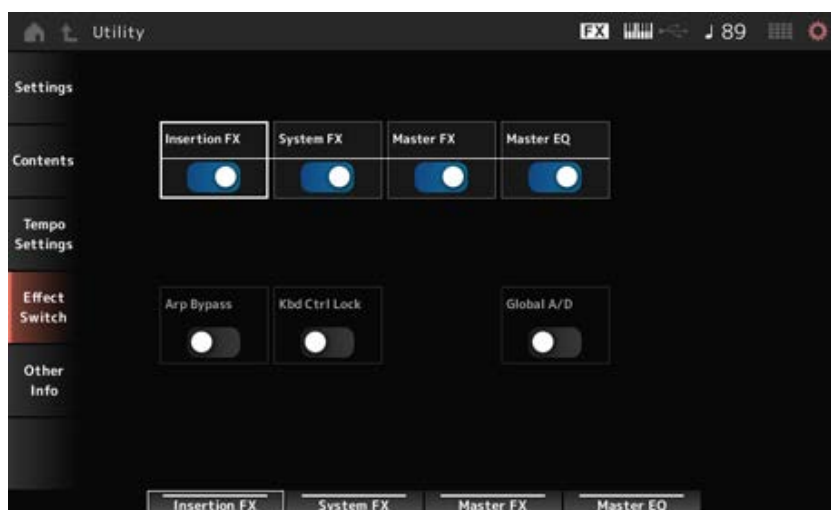 Utility
FX
♩ 89
Settings
Contents
Tempo
Settings
Effect
Switch
Other
Info
Insertion FX
System FX
Master FX
Master EQ
Arp Bypass
Kbd Ctrl Lock
Global A/D
Insertion FX
System FX
Master FX
Master EQ